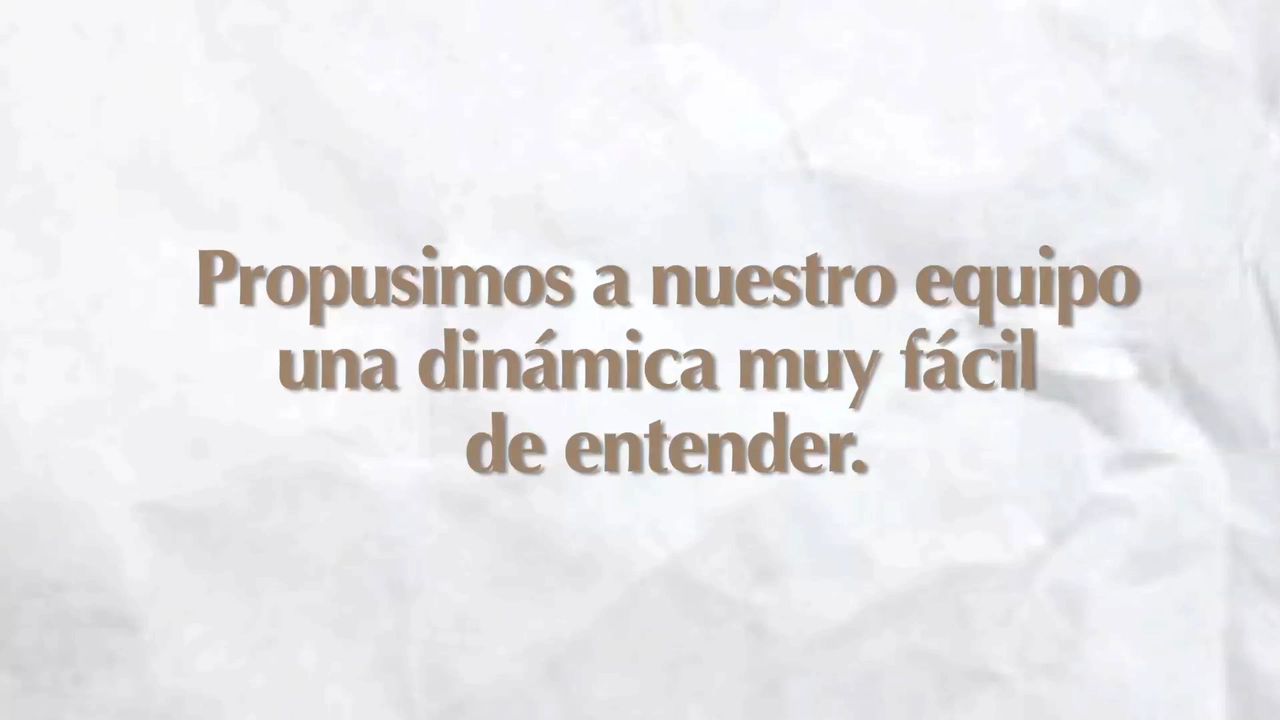 Propusimos a nuestro equipo
una dinámica muy fácil
de entender.